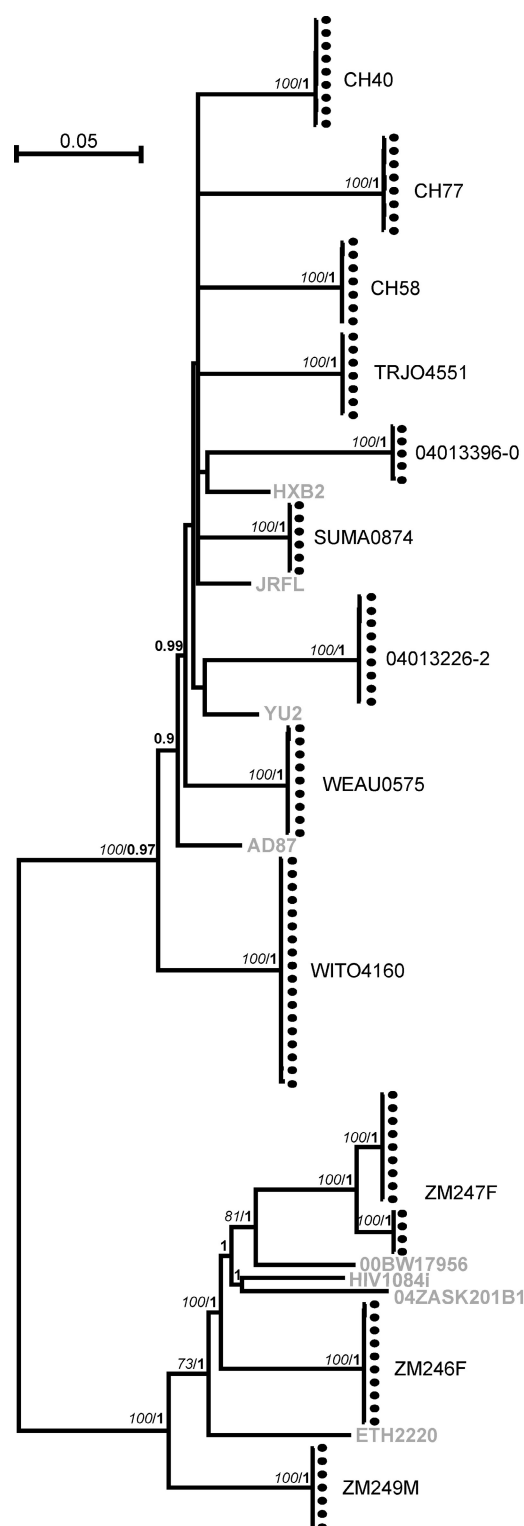 100/1
CH40
0.05
100/1
CH77
100/1
CH58
100/1
TRJO4551
100/1
04013396-0
HXB2
100/1
SUMA0874
JRFL
0.99
100/1
04013226-2
YU2
0.9
100/1
WEAU0575
AD87
100/0.97
100/1
WITO4160
100/1
100/1
ZM247F
81/1
100/1
1
00BW17956
1
HIV1084i
04ZASK201B1
100/1
73/1
100/1
ZM246F
100/1
ETH2220
100/1
ZM249M